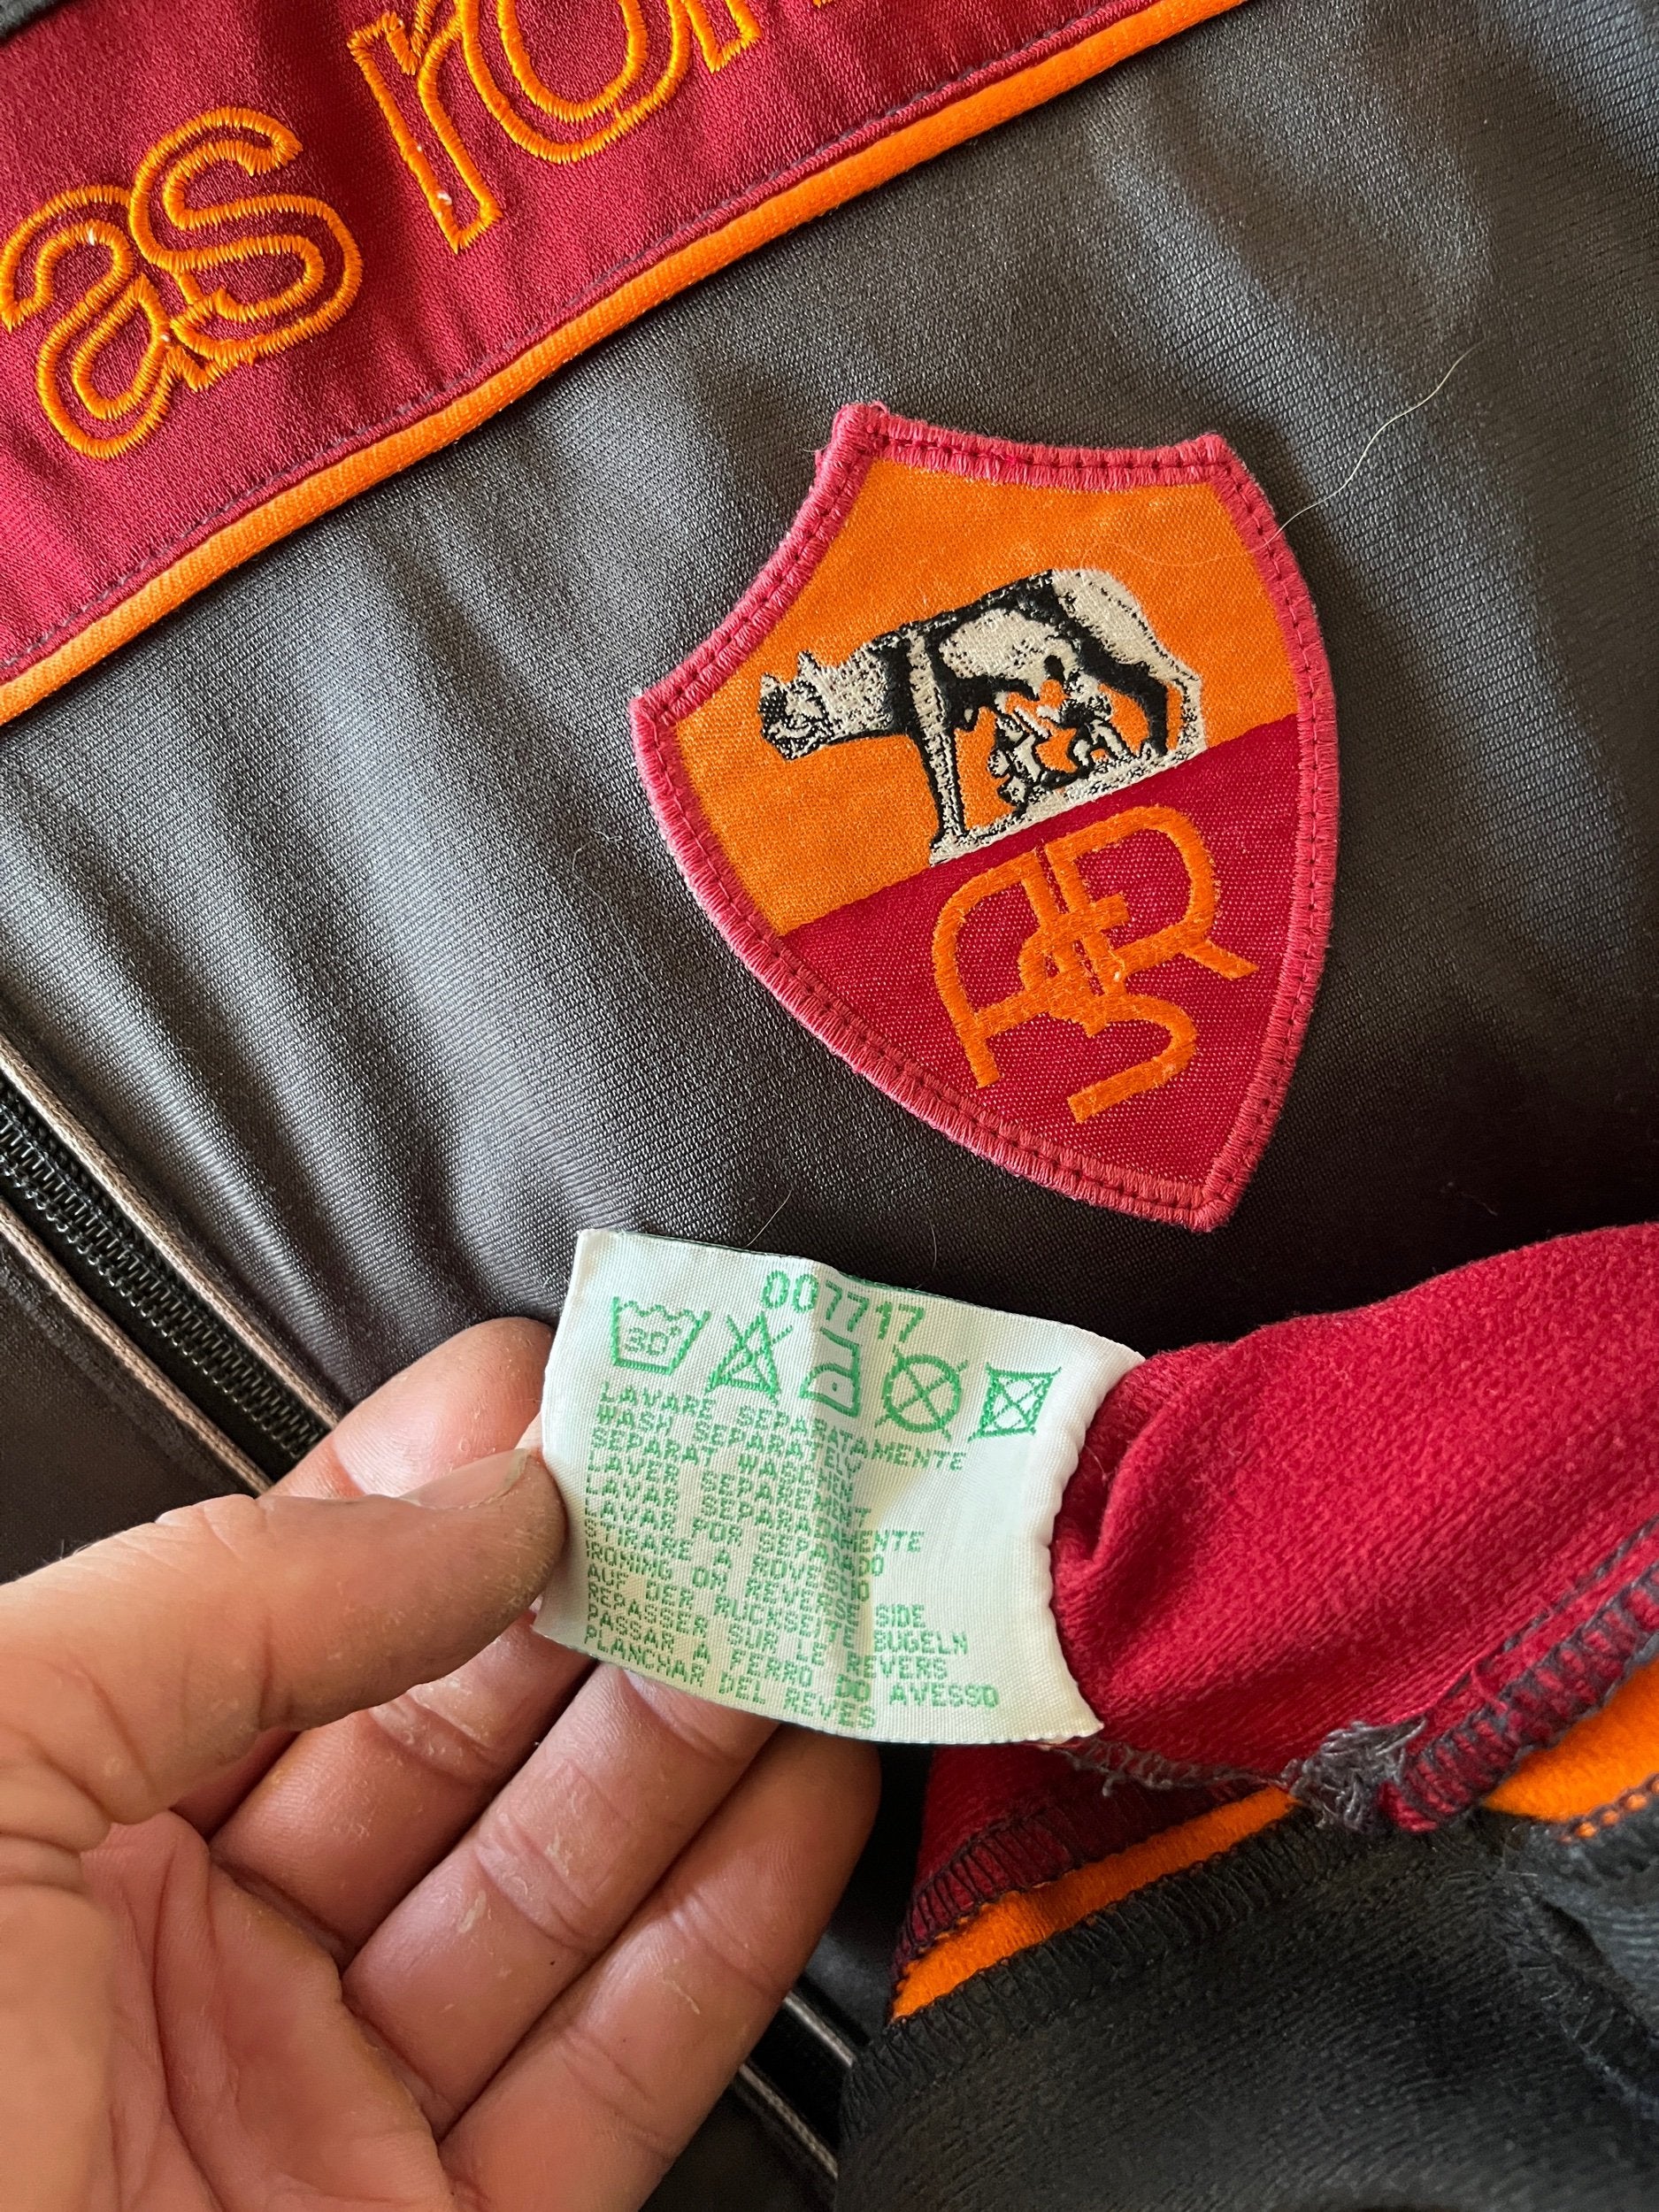 as ro
ASR
007717
30°
LAVARE SEPARATAMENTE
WASH SEPARATELY
SEPARAT WASCHEN
LAVER SEPAREMENT
LAVAR SEPARADAMENTE
LAVAR POR SEPARADO
STIRARE A ROVESCIO
IRONING ON REVERSE SIDE
AUF DER RUCKSEITE BUGELN
REPASSER SUR LE REVERS
PASSAR A FERRO DO AVESSO
PLANCHAR DEL REVES